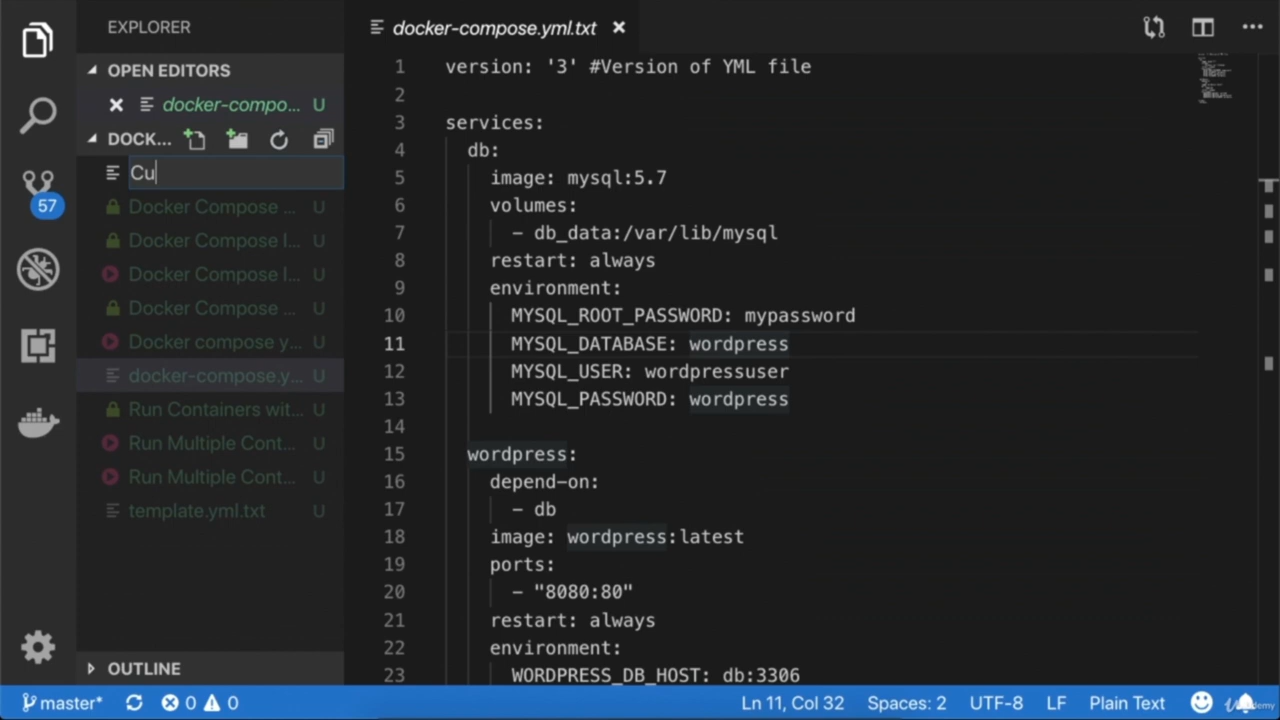 EXPLORER
OPEN EDITORS
docker-compo... U
DOCK...
Cu
Docker Compose ... U
Docker Compose l... U
Docker Compose l... U
Docker Compose ... U
Docker compose y... U
docker-compose.y... U
Run Containers wit... U
Run Multiple Cont... U
Run Multiple Cont... U
template.yml.txt U
OUTLINE
57
docker-compose.yml.txt
1 version: '3' #Version of YML file
2
3 services:
4 db:
5 image: mysql:5.7
6 volumes:
7 - db_data:/var/lib/mysql
8 restart: always
9 environment:
10 MYSQL_ROOT_PASSWORD: mypassword
11 MYSQL_DATABASE: wordpress
12 MYSQL_USER: wordpressuser
13 MYSQL_PASSWORD: wordpress
14
15 wordpress:
16 depend-on:
17 - db
18 image: wordpress:latest
19 ports:
20 - "8080:80"
21 restart: always
22 environment:
23 WORDPRESS_DB_HOST: db:3306
master* 0 0 Ln 11, Col 32 Spaces: 2 UTF-8 LF Plain Text